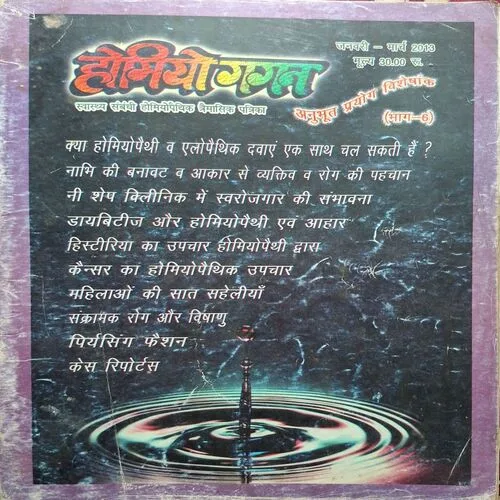 जनवरी – मार्च 2013
मूल्य 30.00 रू.
होमियो गगन
स्वास्थ्य संबंधी होमियोपैथिक त्रैमासिक पत्रिका
अनुभूत प्रयोग विशेषांक
(भाग-6)
क्या होमियोपैथी व एलोपैथिक दवाएं एक साथ चल सकती हैं ?
नाभि की बनावट व आकार से व्यक्तिव व रोग की पहचान
नी शेष क्लिीनिक में स्वरोजगार की संभावना
डायबिटीज और होमियोपैथी एव आहार
हिस्टीरिया का उपचार होमियोपैथी द्वारा
कैन्सर का होमियोपैथिक उपचार
महिलाओं की सात सहेलीयाँ
संक्रामक रोग और विषाणु
पिर्यसिंग फैशन
केस रिपोर्टस